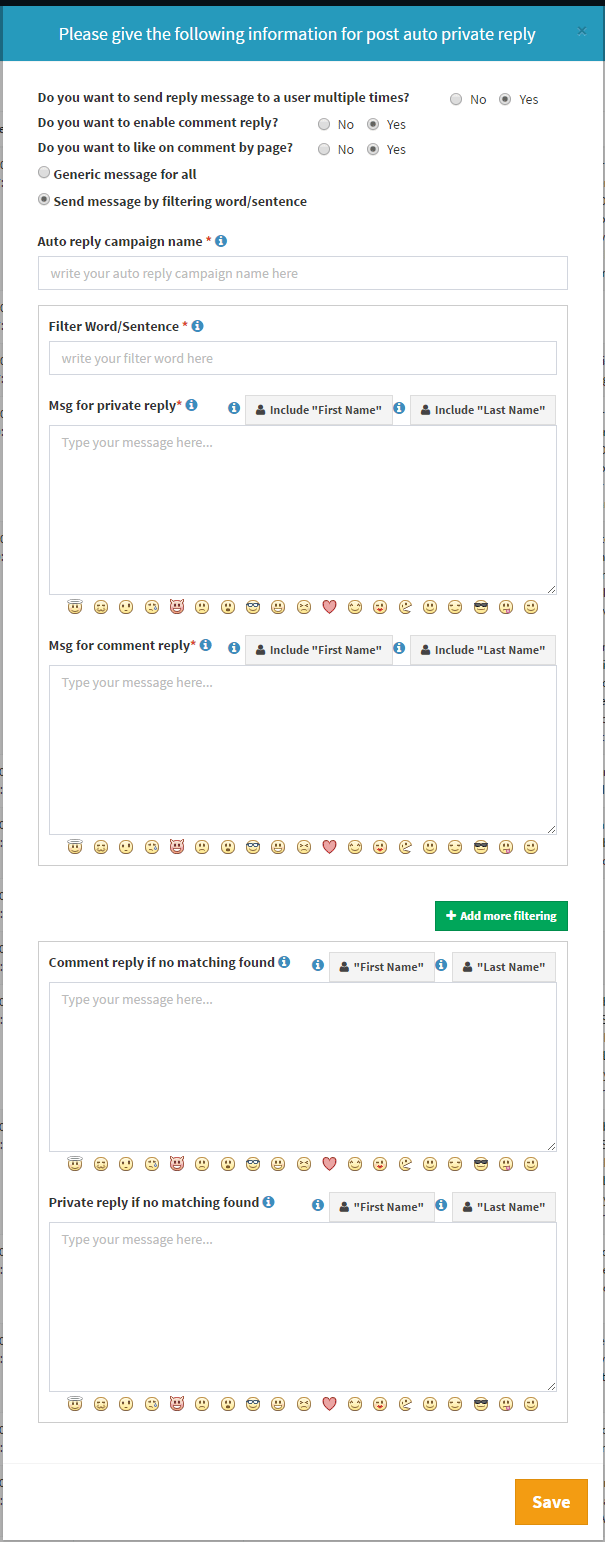 Please give the following information for post auto private reply ×
Do you want to send reply message to a user multiple times? No Yes
Do you want to enable comment reply? No Yes
Do you want to like on comment by page? No Yes
Generic message for all
Send message by filtering word/sentence
Auto reply campaign name *
write your auto reply campaign name here
Filter Word/Sentence *
write your filter word here
Msg for private reply* Include "First Name" Include "Last Name"
Type your message here...
Msg for comment reply* Include "First Name" Include "Last Name"
Type your message here...
+ Add more filtering
Comment reply if no matching found "First Name" "Last Name"
Type your message here...
Private reply if no matching found "First Name" "Last Name"
Type your message here...
Save